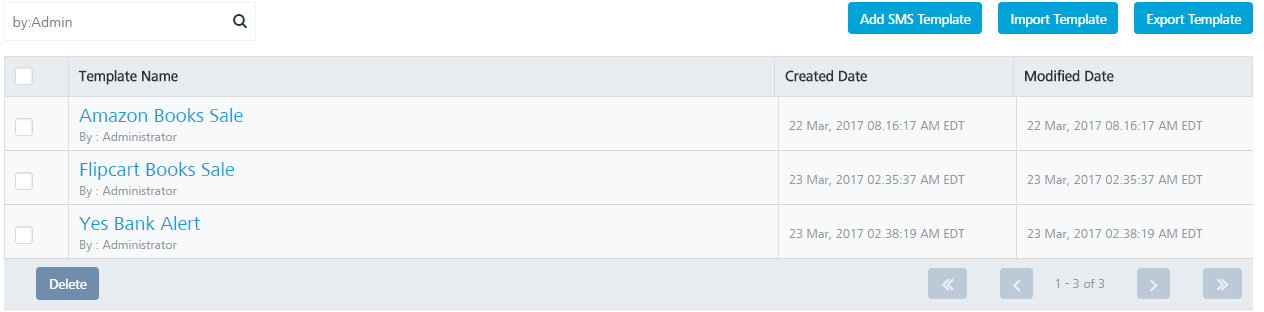 by:Admin
Add SMS Template Import Template Export Template
Template Name Created Date Modified Date
Amazon Books Sale
By : Administrator
22 Mar, 2017 08.16:17 AM EDT 22 Mar, 2017 08.16:17 AM EDT
Flipcart Books Sale
By : Administrator
23 Mar, 2017 02.35:37 AM EDT 23 Mar, 2017 02.35:37 AM EDT
Yes Bank Alert
By : Administrator
23 Mar, 2017 02.38:19 AM EDT 23 Mar, 2017 02.38:19 AM EDT
Delete 1 - 3 of 3